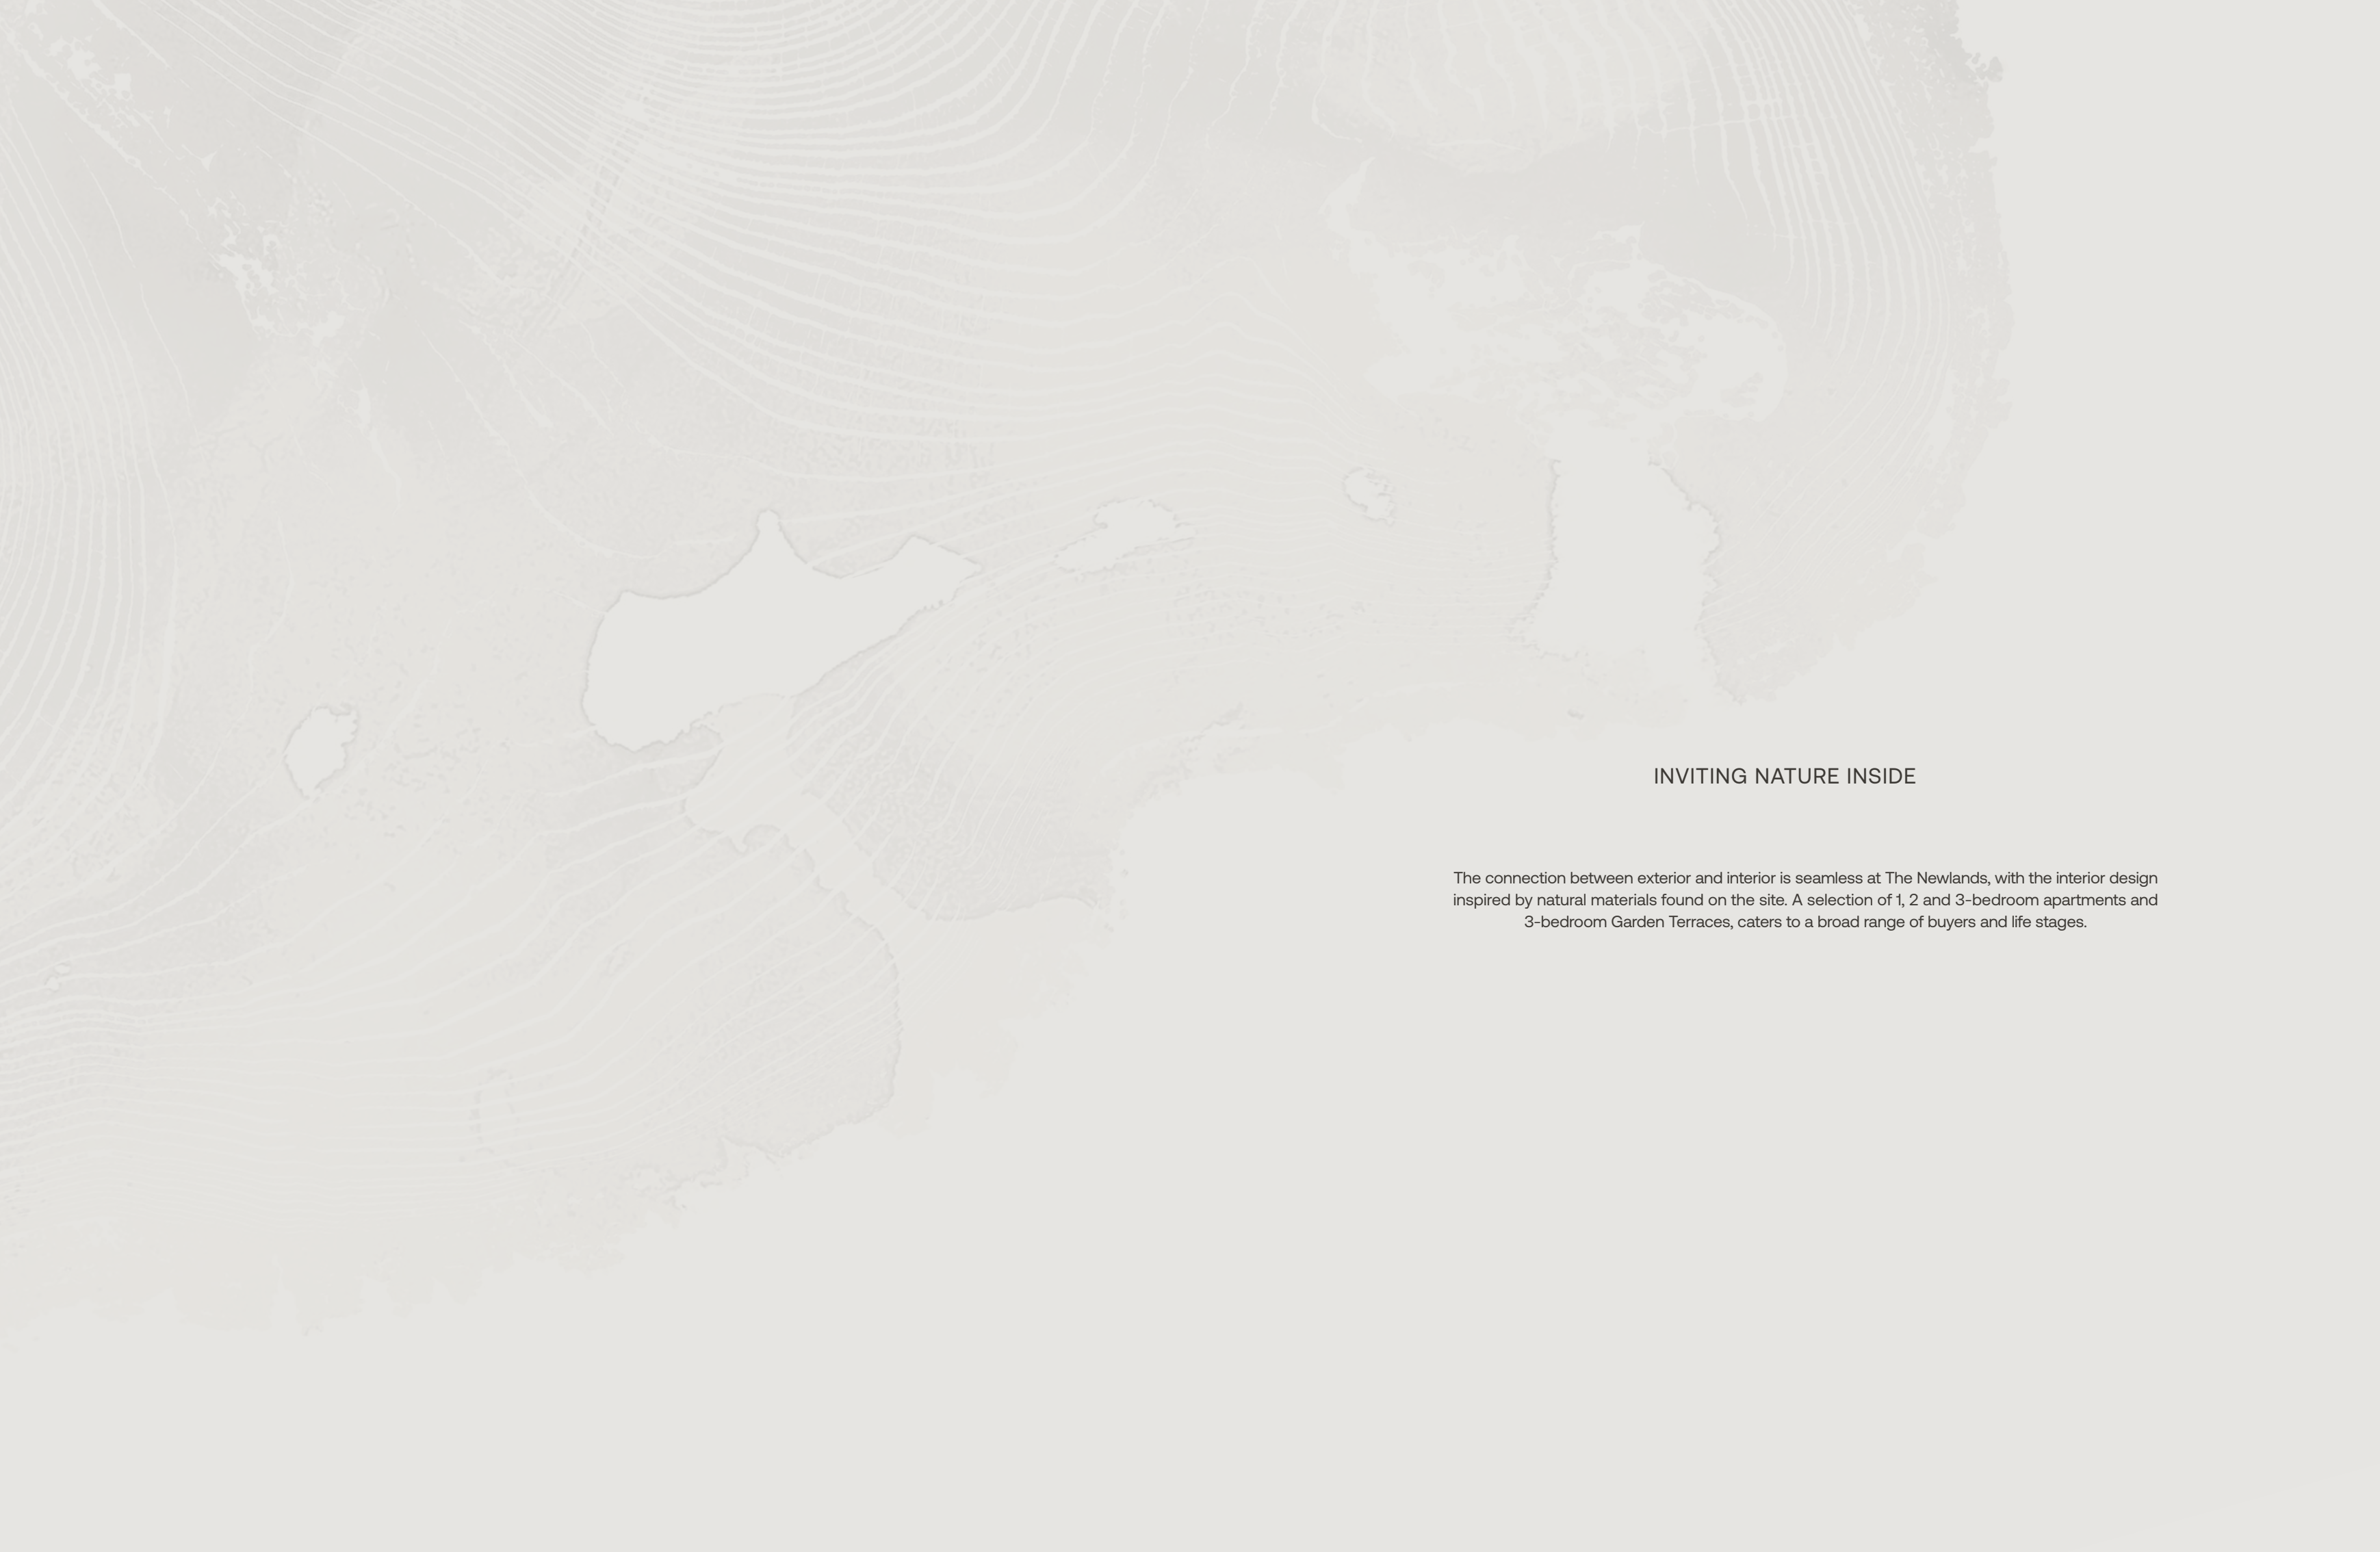 INVITING NATURE INSIDE
The connection between exterior and interior is seamless at The Newlands, with the interior design
inspired by natural materials found on the site. A selection of 1, 2 and 3-bedroom apartments and
3-bedroom Garden Terraces, caters to a broad range of buyers and life stages.